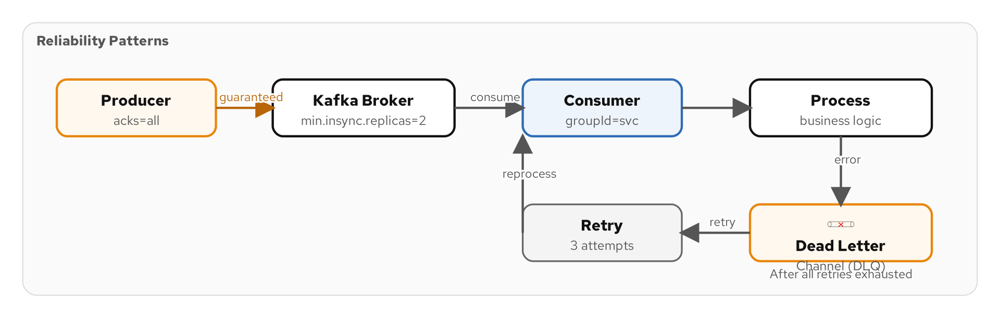 Reliability Patterns
Producer
acks=all
guaranteed
Kafka Broker
min.insync.replicas=2
consume
Consumer
groupId=svc
Process
business logic
error
reprocess
Retry
3 attempts
retry
Dead Letter
Channel (DLQ)
After all retries exhausted